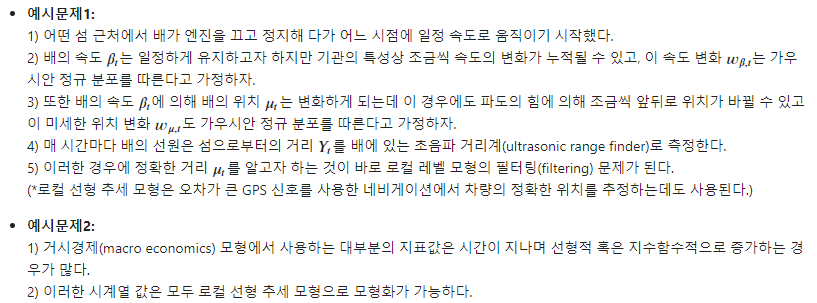 • 예시문제1:
1) 어떤 섬 근처에서 배가 엔진을 끄고 정지해 다가 어느 시점에 일정 속도로 움직이기 시작했다.
2) 배의 속도 βt는 일정하게 유지하고자 하지만 기관의 특성상 조금씩 속도의 변화가 누적될 수 있고, 이 속도 변화 wβ,t는 가우
시안 정규 분포를 따른다고 가정하자.
3) 또한 배의 속도 βt에 의해 배의 위치 μt는 변화하게 되는데 이 경우에도 파도의 힘에 의해 조금씩 앞뒤로 위치가 바뀔 수 있고
이 미세한 위치 변화 wμ,t도 가우시안 정규 분포를 따른다고 가정하자.
4) 매 시간마다 배의 선원은 섬으로부터의 거리 Yt를 배에 있는 초음파 거리계(ultrasonic range finder)로 측정한다.
5) 이러한 경우에 정확한 거리 μt를 알고자 하는 것이 바로 로컬 레벨 모형의 필터링(filtering) 문제가 된다.
(*로컬 선형 추세 모형은 오차가 큰 GPS 신호를 사용한 네비게이션에서 차량의 정확한 위치를 추정하는데도 사용된다.)
• 예시문제2:
1) 거시경제(macro economics) 모형에서 사용하는 대부분의 지표값은 시간이 지나며 선형적 혹은 지수함수적으로 증가하는 경
우가 많다.
2) 이러한 시계열 값은 모두 로컬 선형 추세 모형으로 모형화가 가능하다.